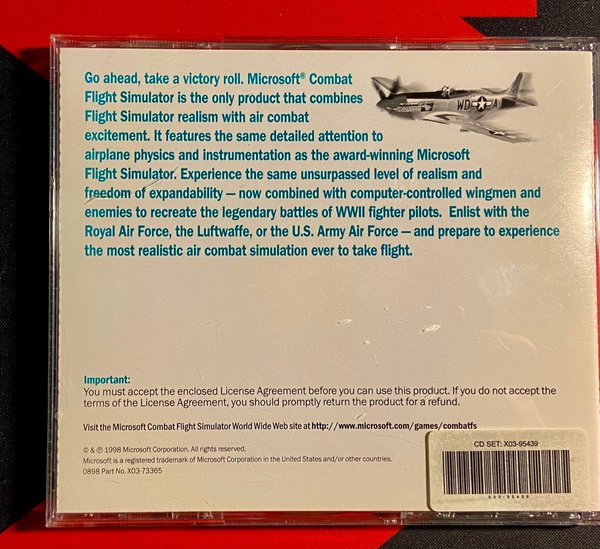 Go ahead, take a victory roll. Microsoft® Combat
Flight Simulator is the only product that combines
Flight Simulator realism with air combat
excitement. It features the same detailed attention to
airplane physics and instrumentation as the award-winning Microsoft
Flight Simulator. Experience the same unsurpassed level of realism and
freedom of expandability — now combined with computer-controlled wingmen and
enemies to recreate the legendary battles of WWII fighter pilots. Enlist with the
Royal Air Force, the Luftwaffe, or the U.S. Army Air Force — and prepare to experience
the most realistic air combat simulation ever to take flight.
WD A
Important:
You must accept the enclosed License Agreement before you can use this product. If you do not accept the
terms of the License Agreement, you should promptly return the product for a refund.
Visit the Microsoft Combat Flight Simulator World Wide Web site at http://www.microsoft.com/games/combatfs
© & ℗ 1998 Microsoft Corporation. All rights reserved.
Microsoft is a registered trademark of Microsoft Corporation in the United States and/or other countries.
0898 Part No. X03-73365
CD SET: X03-95439
X03-95439